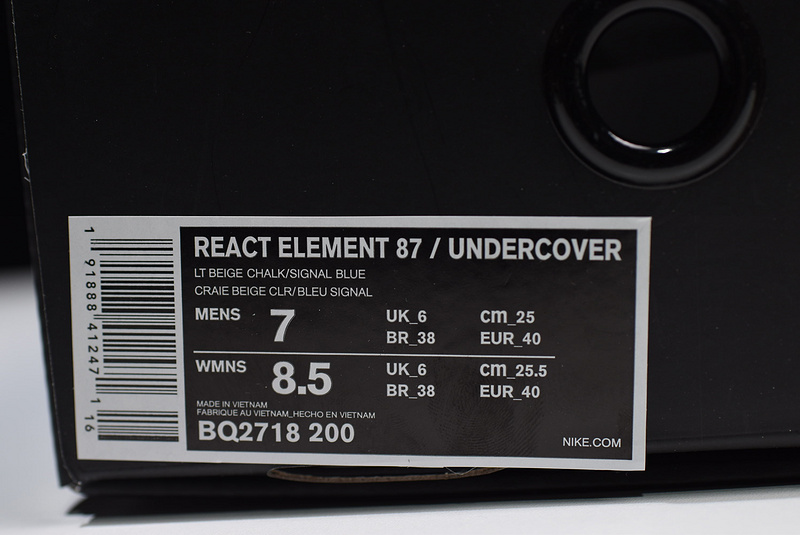 1 91888 41247 1 16
REACT ELEMENT 87 / UNDERCOVER
LT BEIGE CHALK/SIGNAL BLUE
CRAIE BEIGE CLR/BLEU SIGNAL
MENS 7 UK_6 cm_25
BR_38 EUR_40
WMNS 8.5 UK_6 cm_25.5
BR_38 EUR_40
MADE IN VIETNAM
FABRIQUE AU VIETNAM_HECHO EN VIETNAM
BQ2718 200
NIKE.COM